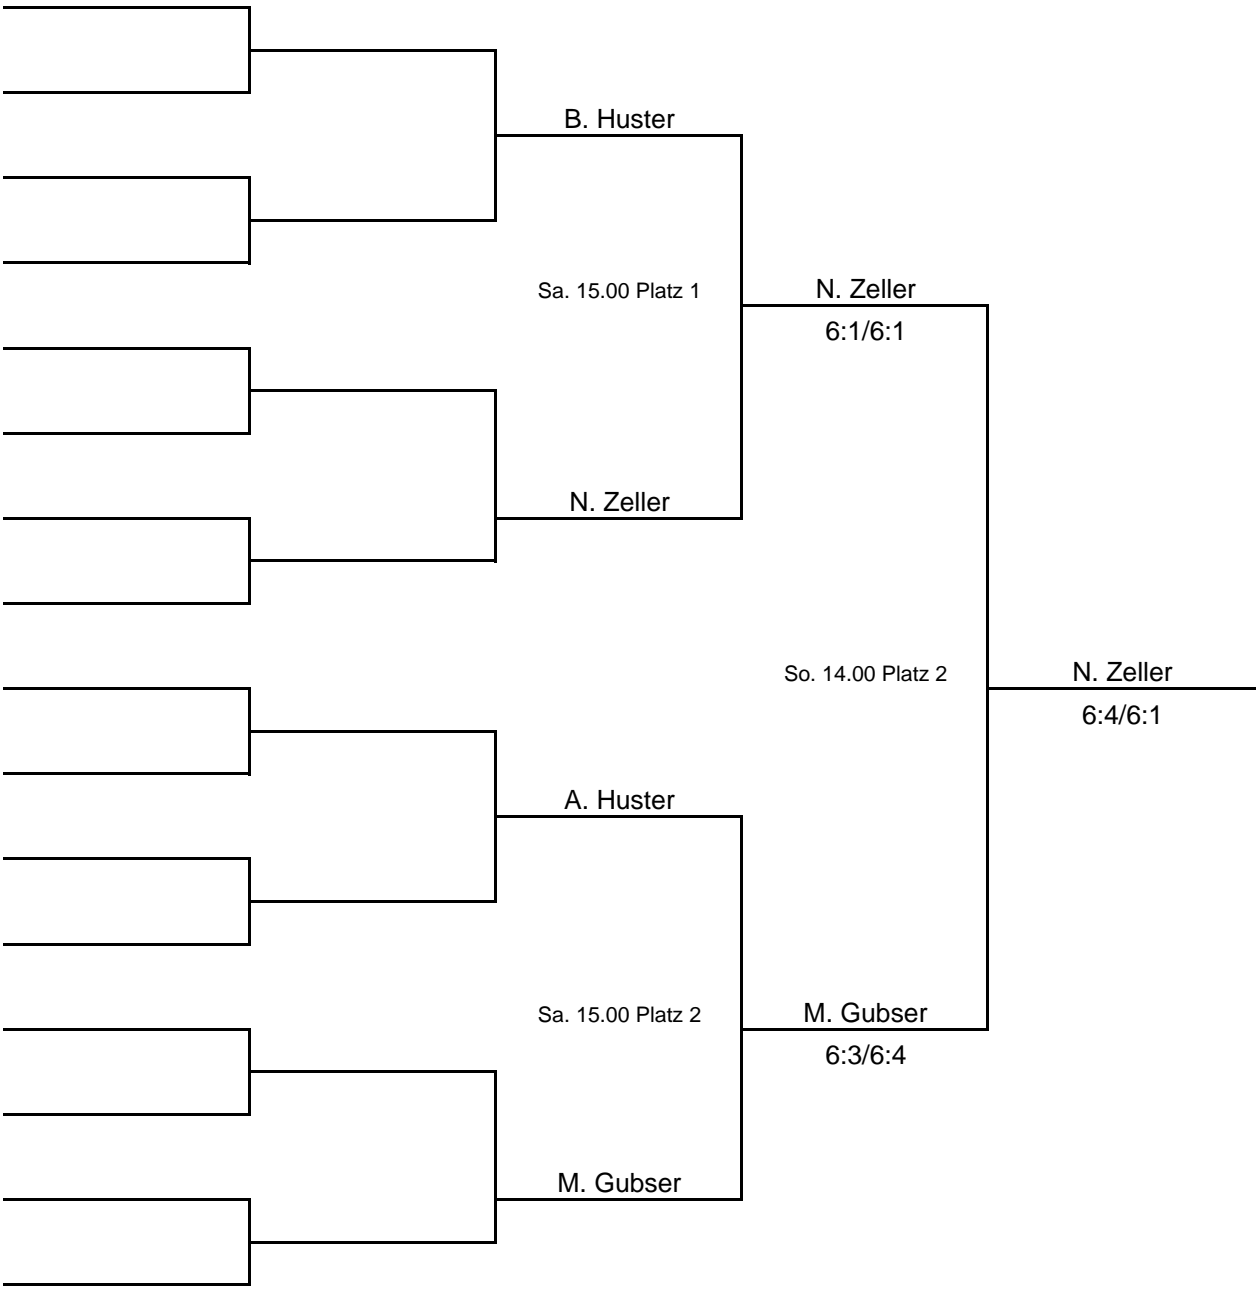 B. Huster
Sa. 15.00 Platz 1
N. Zeller
6:1/6:1
N. Zeller
So. 14.00 Platz 2
N. Zeller
6:4/6:1
A. Huster
Sa. 15.00 Platz 2
M. Gubser
6:3/6:4
M. Gubser